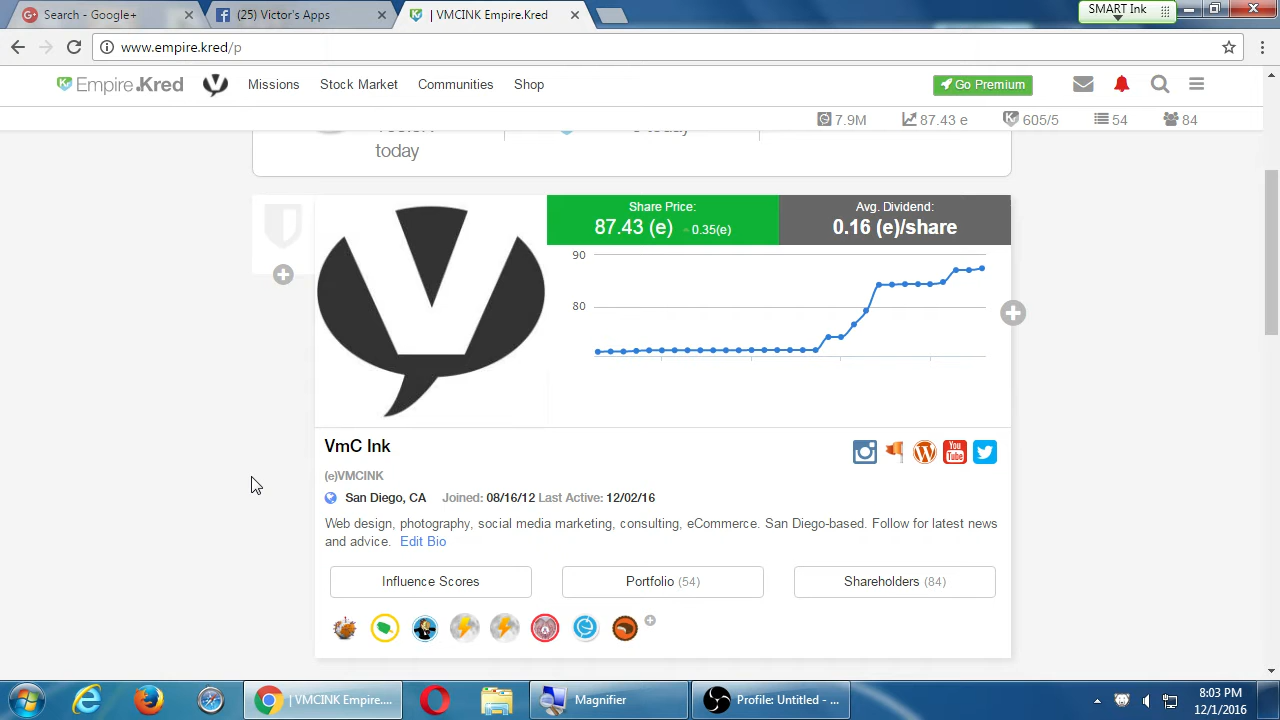 Search - Google+
(25) Victor's Apps
| VMCINK Empire.Kred
SMART Ink
www.empire.kred/p
Empire.Kred
Missions
Stock Market
Communities
Shop
Go Premium
7.9M
87.43 e
605/5
54
84
today
Share Price:
87.43 (e) 0.35(e)
Avg. Dividend:
0.16 (e)/share
90
80
VmC Ink
You
Tube
(e)VMCINK
San Diego, CA Joined: 08/16/12 Last Active: 12/02/16
Web design, photography, social media marketing, consulting, eCommerce. San Diego-based. Follow for latest news
and advice. Edit Bio
Influence Scores
Portfolio (54)
Shareholders (84)
| VMCINK Empire....
Magnifier
Profile: Untitled - ...
8:03 PM
12/1/2016